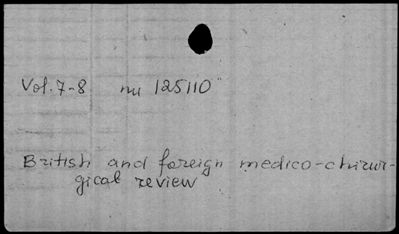 Vol. 7-8 nu 125110
British and foreign medico-chirur-
gical review